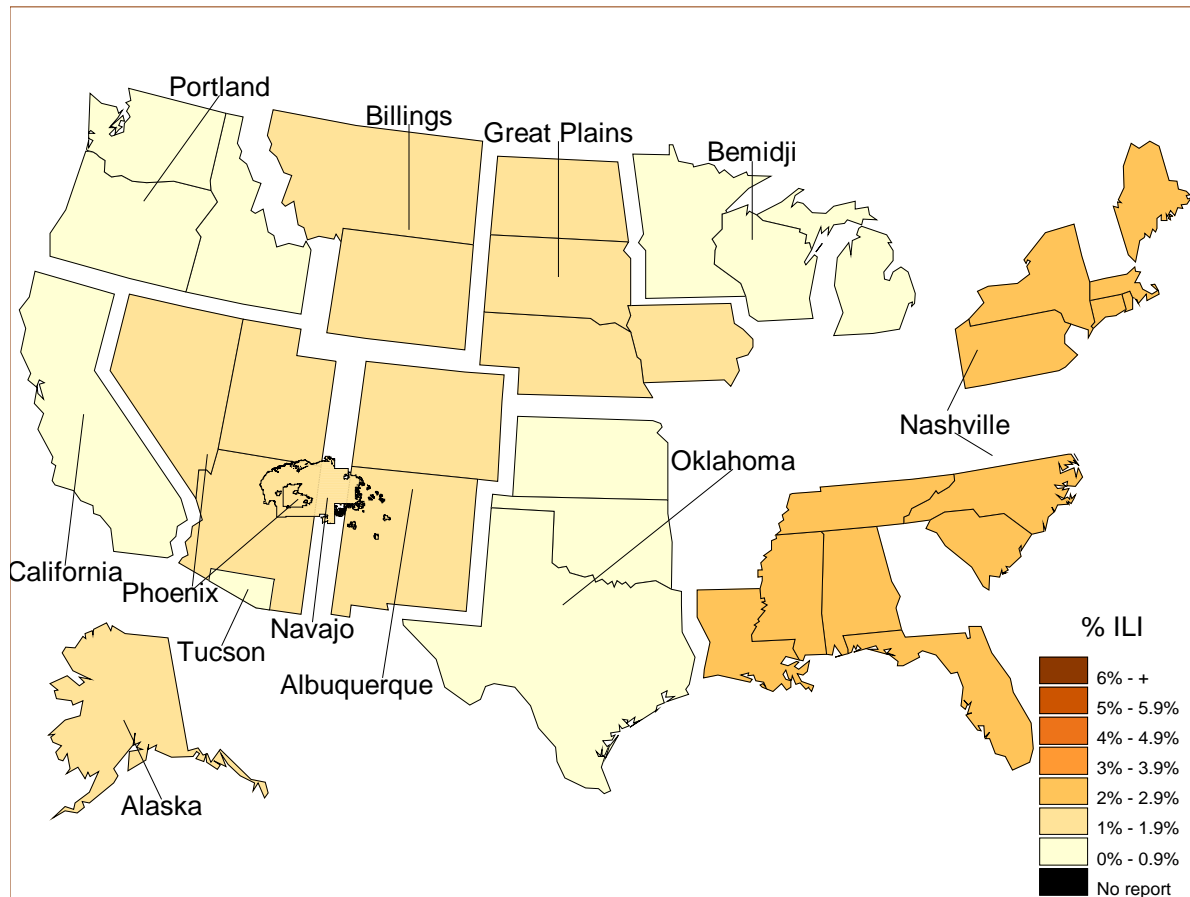 Portland
Billings
Great Plains
Bemidji
Nashville
Oklahoma
California
Phoenix
Navajo
Tucson
Albuquerque
Alaska
% ILI
6% - +
5% - 5.9%
4% - 4.9%
3% - 3.9%
2% - 2.9%
1% - 1.9%
0% - 0.9%
No report